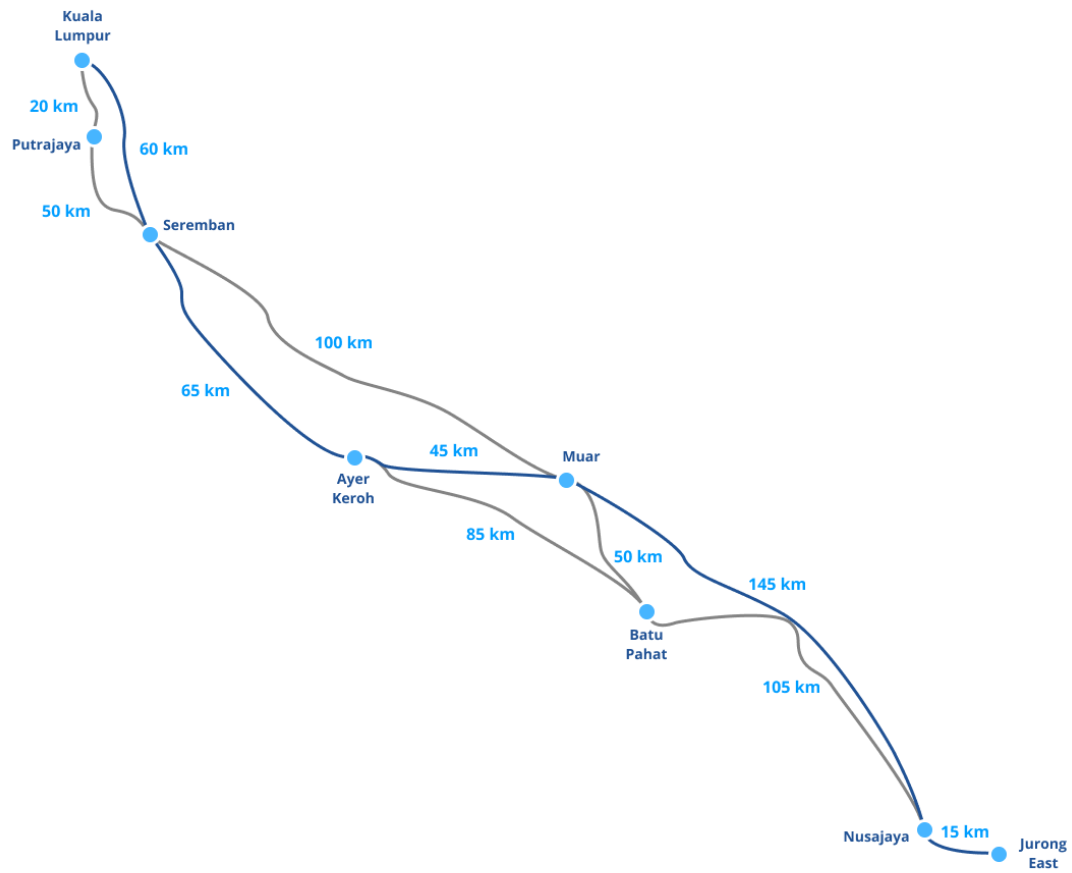 Kuala
Lumpur
20 km
Putrajaya
60 km
50 km
Seremban
100 km
65 km
45 km
Muar
Ayer
Keroh
85 km
50 km
145 km
Batu
Pahat
105 km
Nusajaya
15 km
Jurong
East